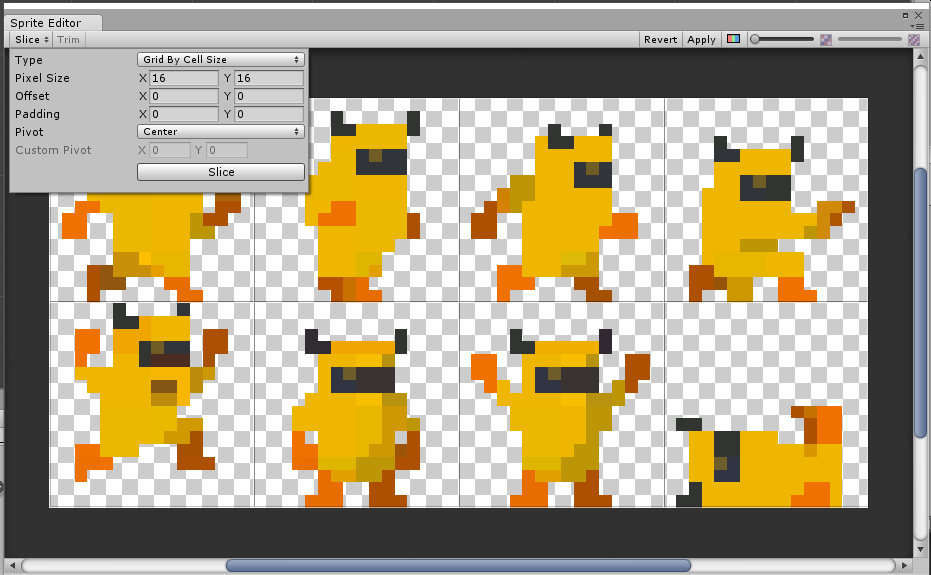 Sprite Editor
Slice Trim Revert Apply
Type Grid By Cell Size
Pixel Size X 16 Y 16
Offset X 0 Y 0
Padding X 0 Y 0
Pivot Center
Custom Pivot X 0 Y 0
Slice